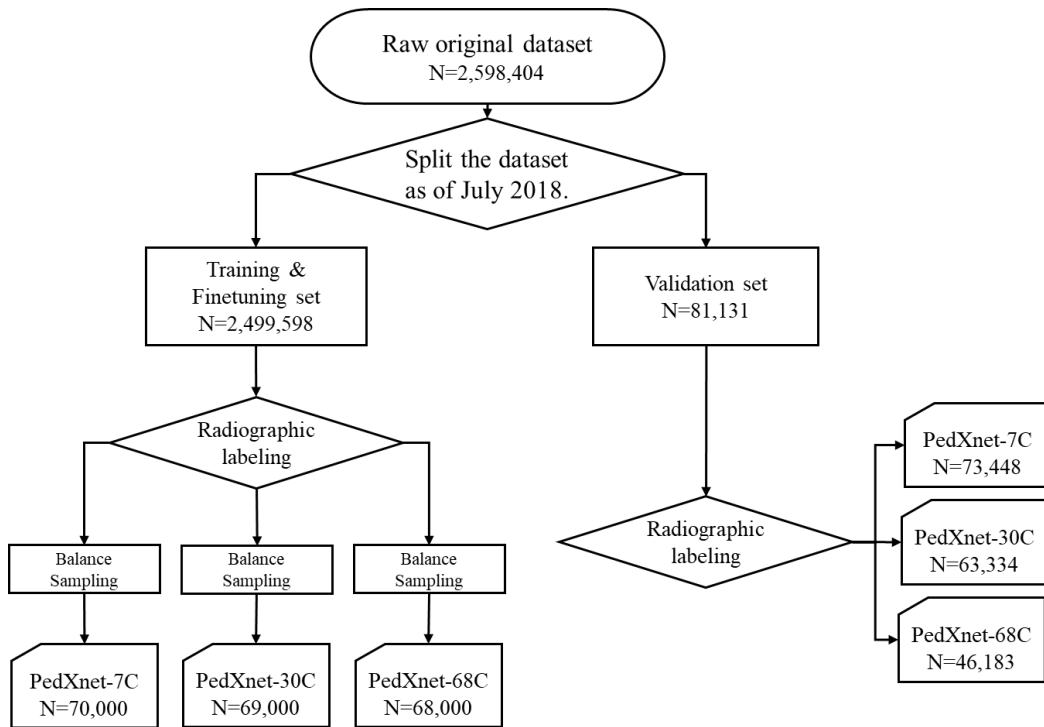 Raw original dataset
N=2,598,404
Split the dataset
as of July 2018.
Training &
Finetuning set
N=2,499,598
Validation set
N=81,131
Radiographic
labeling
Balance
Sampling
Balance
Sampling
Balance
Sampling
PedXnet-7C
N=70,000
PedXnet-30C
N=69,000
PedXnet-68C
N=68,000
Radiographic
labeling
PedXnet-7C
N=73,448
PedXnet-30C
N=63,334
PedXnet-68C
N=46,183